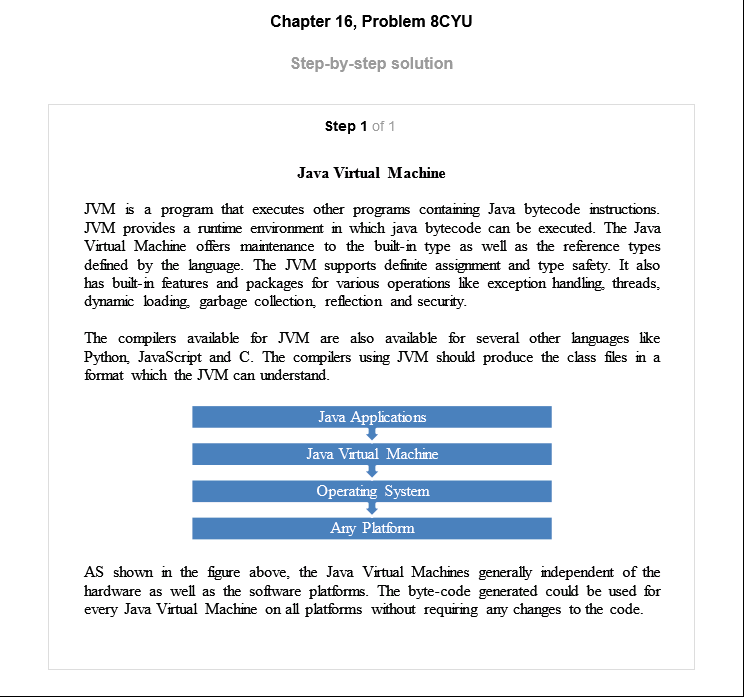 Chapter 16, Problem 8CYU
Step-by-step solution
Step 1 of 1
Java Virtual Machine
JVM is a program that executes other programs containing Java bytecode instructions.
JVM provides a runtime environment in which java bytecode can be executed. The Java
Virtual Machine offers maintenance to the built-in type as well as the reference types
defined by the language. The JVM supports definite assignment and type safety. It also
has built-in features and packages for various operations like exception handling, threads,
dynamic loading, garbage collection, reflection and security.
The compilers available for JVM are also available for several other languages like
Python, JavaScript and C. The compilers using JVM should produce the class files in a
format which the JVM can understand.
Java Applications
Java Virtual Machine
Operating System
Any Platform
AS shown in the figure above, the Java Virtual Machines generally independent of the
hardware as well as the software platforms. The byte-code generated could be used for
every Java Virtual Machine on all platforms without requiring any changes to the code.